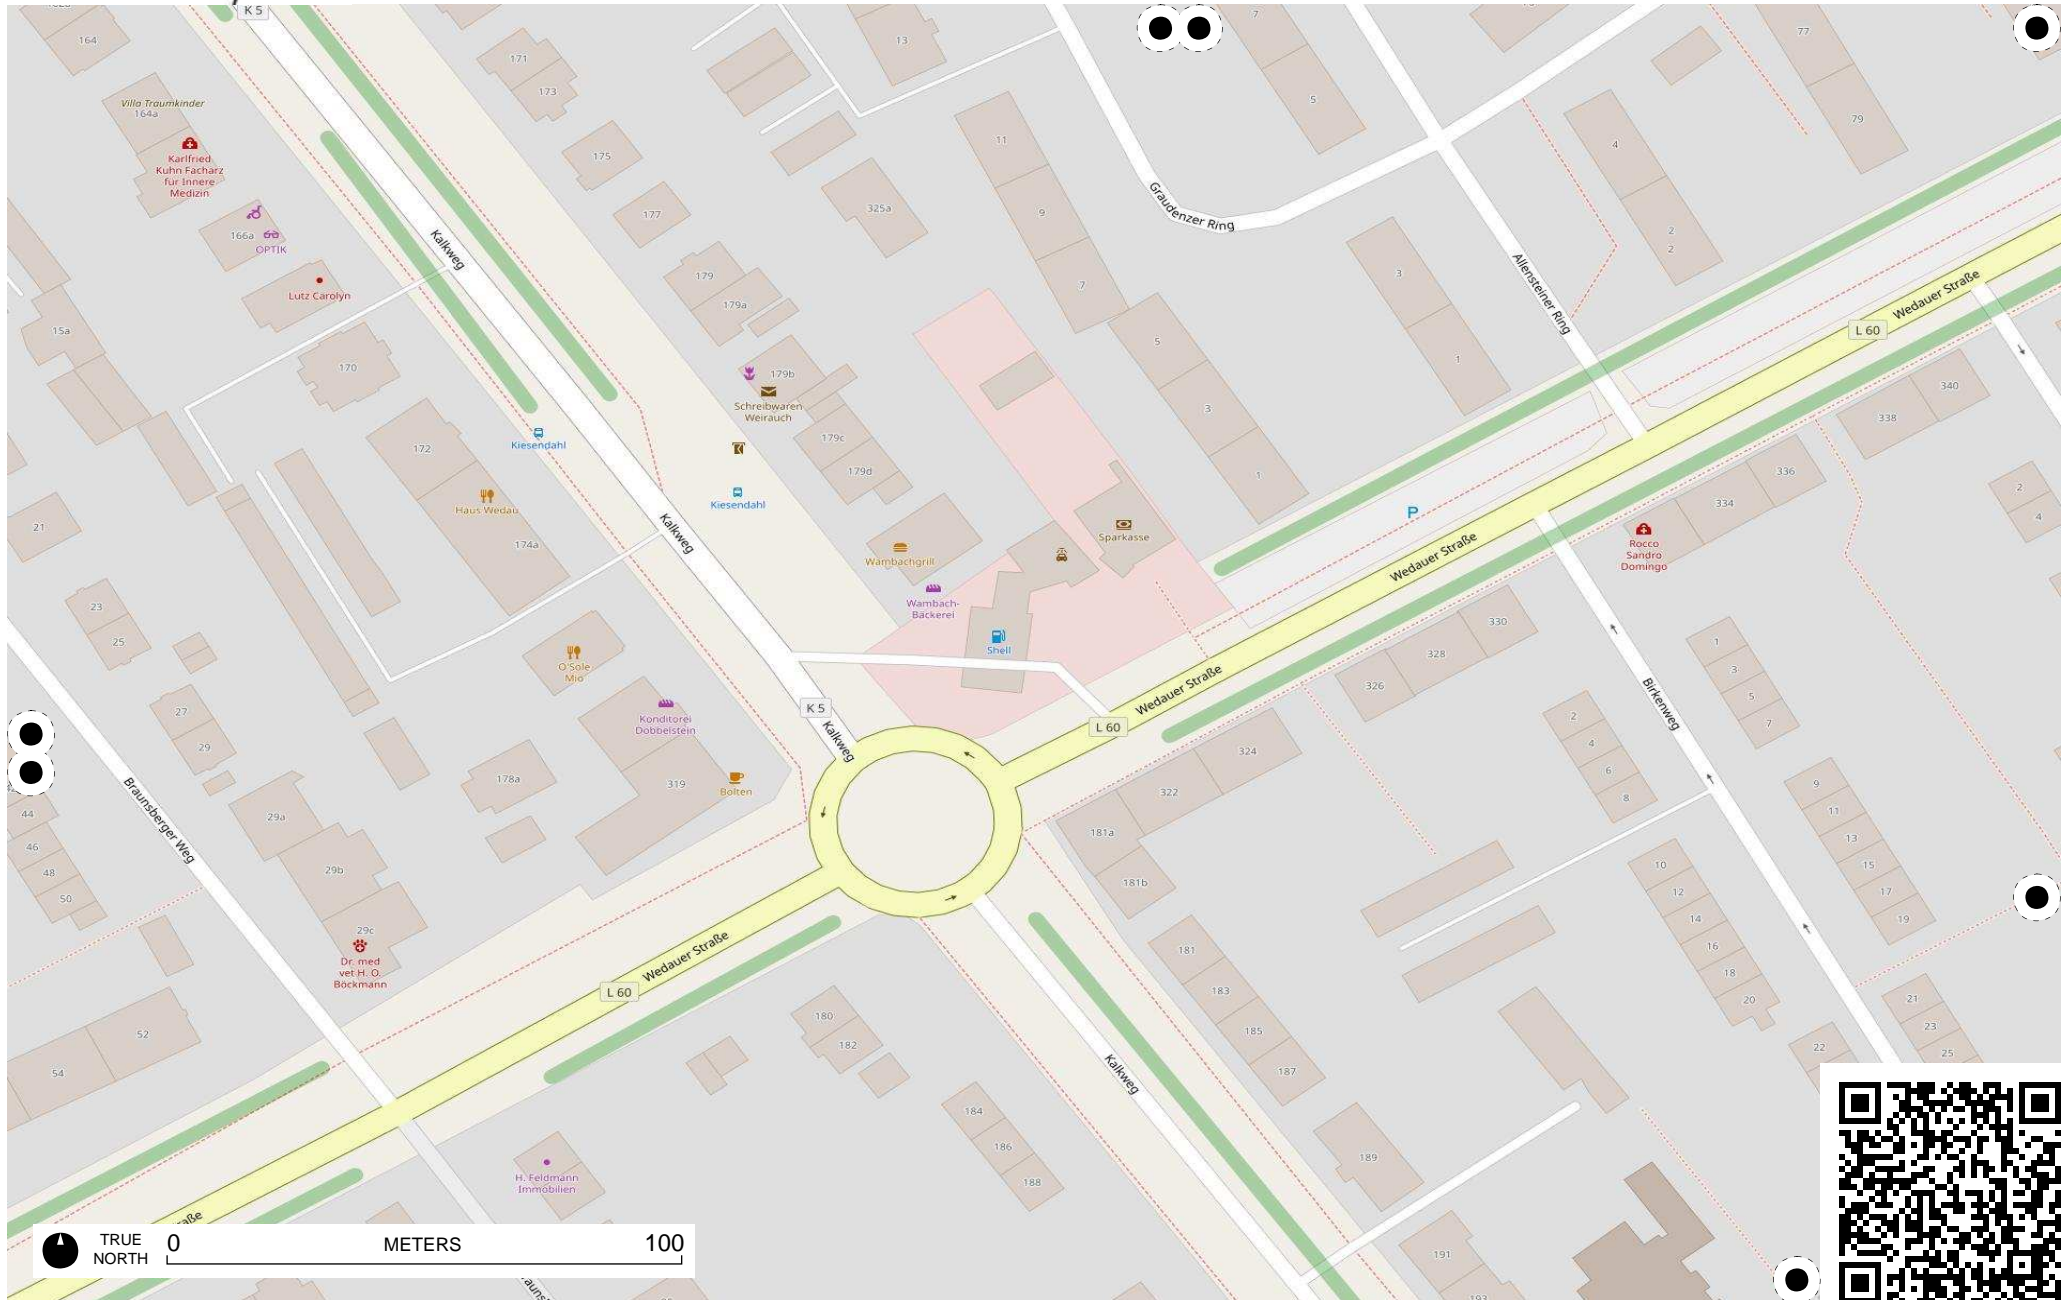 K 5
164
171
173
13
7
5
77
79
Villa Traumkinder
164a
Karlfried
Kuhn Facharz
für Innere
Medizin
166a
OPTIK
Lutz Carolyn
175
177
325a
11
9
7
Graudenzer Ring
4
2
2
Kalkweg
179
179a
3
1
Allensteiner Ring
Wedauer Straße
L 60
15a
170
179b
Schreibwaren
Weirauch
5
3
1
340
338
172
Kiesendahl
179c
179d
Kiesendahl
336
334
2
4
21
Haus Wedau
174a
Kalkweg
Wambachgrill
Sparkasse
P
Wedauer Straße
Rocco
Sandro
Domingo
23
25
Wambach-
Bäckerei
Shell
330
328
326
1
3
5
7
O'Sole
Mio
Wedauer Straße
Birkenweg
27
29
Konditorei
Dobbelstein
K 5
Kalkweg
L 60
2
4
6
8
324
322
178a
319
Bolten
Braunsberger Weg
44
46
48
50
29a
29b
29c
Dr. med
vet H. O.
Böckmann
181a
181b
9
11
13
15
17
19
10
12
14
16
18
20
Wedauer Straße
L 60
181
183
185
187
52
54
180
182
21
23
25
22
Kalkweg
184
186
188
H. Feldmann
Immobilien
189
191
193
raße
TRUE
NORTH
0
METERS
100